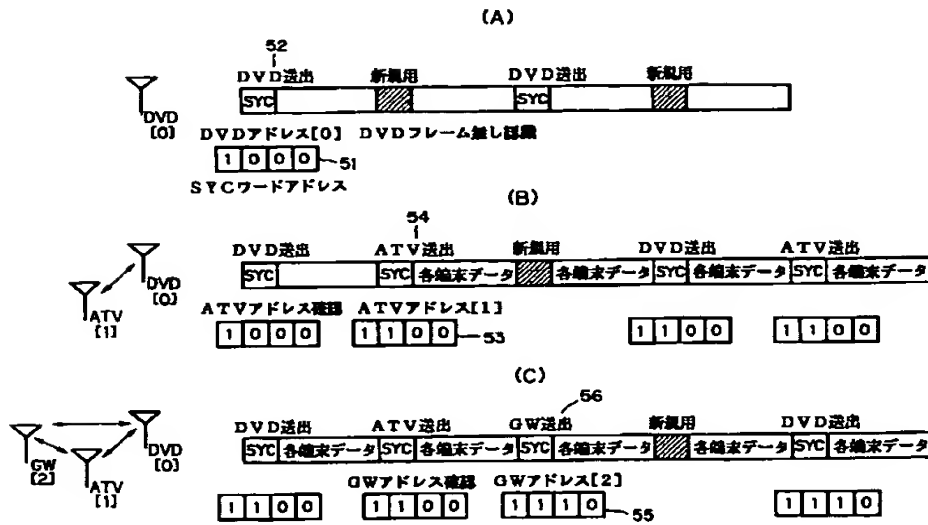 (A)
52
DVD送出 新規用 DVD送出 新規用
SYC SYC
DVD
[0]
DVDアドレス[0] DVDフレーム無し認識
1 0 0 0 51
SYCワードアドレス
(B)
54
DVD送出 ATV送出 新規用 DVD送出 ATV送出
SYC SYC 各端末データ 各端末データ SYC 各端末データ SYC 各端末データ
DVD
[0]
ATV
[1]
ATVアドレス確認 ATVアドレス[1]
1 0 0 0 1 1 0 0 53 1 1 0 0 1 1 0 0
(C)
56
DVD送出 ATV送出 GW送出 新規用 DVD送出
SYC 各端末データ SYC 各端末データ SYC 各端末データ 各端末データ SYC 各端末データ
GW
[2]
DVD
[0]
ATV
[1]
GWアドレス確認 GWアドレス[2]
1 1 0 0 1 1 0 0 1 1 1 0 55 1 1 1 0